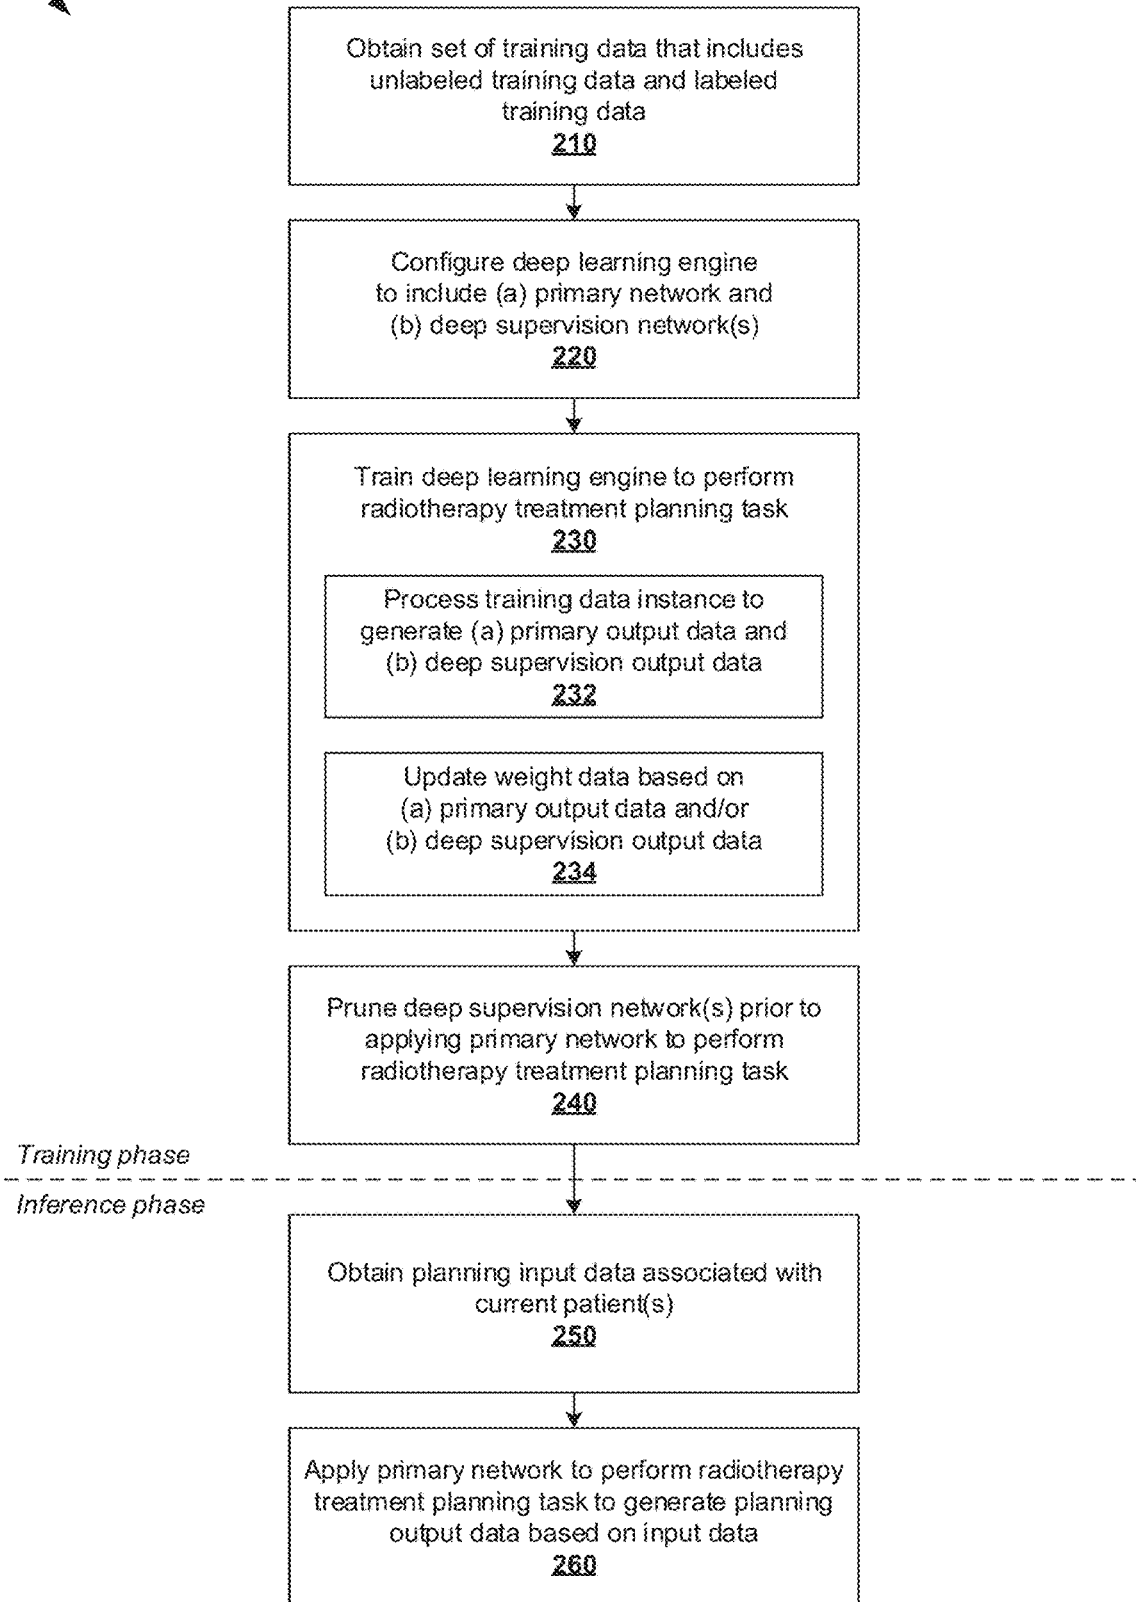 Obtain set of training data that includes
unlabeled training data and labeled
training data
210
Configure deep learning engine
to include (a) primary network and
(b) deep supervision network(s)
220
Train deep learning engine to perform
radiotherapy treatment planning task
230
Process training data instance to
generate (a) primary output data and
(b) deep supervision output data
232
Update weight data based on
(a) primary output data and/or
(b) deep supervision output data
234
Prune deep supervision network(s) prior to
applying primary network to perform
radiotherapy treatment planning task
240
Training phase
Inference phase
Obtain planning input data associated with
current patient(s)
250
Apply primary network to perform radiotherapy
treatment planning task to generate planning
output data based on input data
260